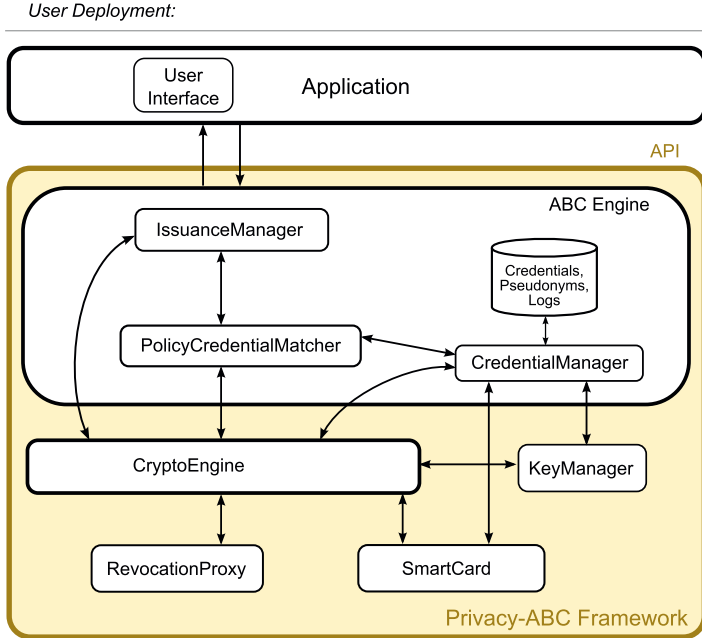 User Deployment:
User
Interface
Application
API
ABC Engine
IssuanceManager
Credentials,
Pseudonyms,
Logs
PolicyCredentialMatcher
CredentialManager
CryptoEngine
KeyManager
RevocationProxy
SmartCard
Privacy-ABC Framework